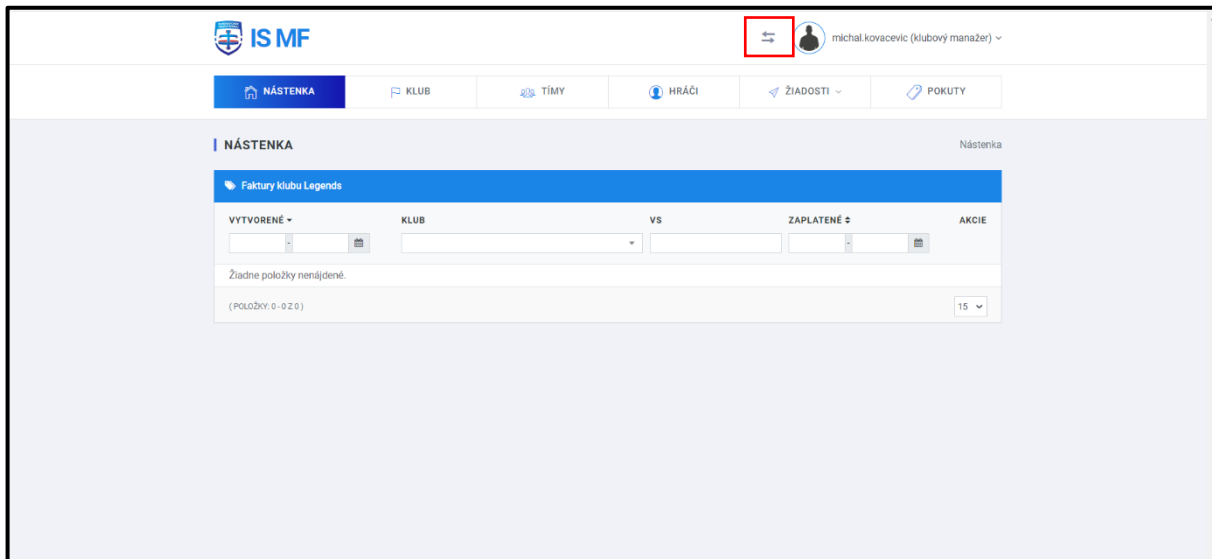 IS MF
michal.kovacevic (klubový manažer)
NÁSTENKA KLUB TÍMY HRÁČI ŽIADOSTI POKUTY
NÁSTENKA Nástenka
Faktury klubu Legends
VYTVORENÉ KLUB VS ZAPLATENÉ AKCIE
- -
Žiadne položky nenájdené.
( POLOŽKY: 0 - 0 Z 0 ) 15